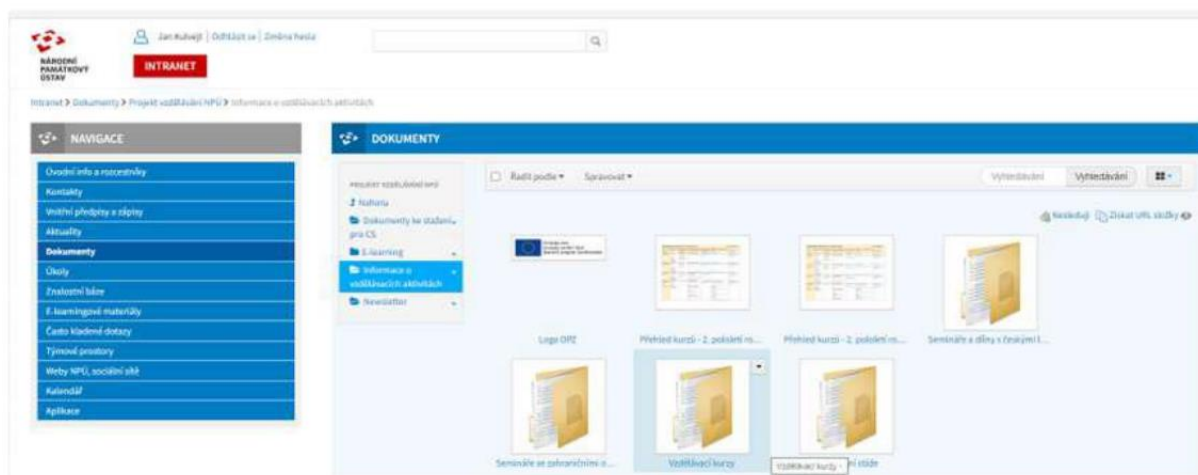 NÁRODNÍ
PAMÁTKOVÝ
ÚSTAV
Odhlásit se | Změna hesla
INTRANET
Intranet > Dokumenty > Projekt vzdělávání NPÚ > Informace o vzdělávacích aktivitách
NAVIGACE
Úvodní info a rozcestníky
Kontakty
Vnitřní předpisy a zápisy
Aktuality
Dokumenty
Úkoly
Znalostní báze
E-learningové materiály
Často kladené dotazy
Týmové prostory
Weby NPÚ, sociální sítě
Kalendář
Aplikace
DOKUMENTY
PROJEKT VZDĚLÁVÁNÍ NPÚ
Nahoru
Dokumenty ke stažení
pro CS
E-learning
Informace o
vzdělávacích aktivitách
Newsletter
Řadit podle Spravovat
Vyhledávání Vyhledávání
Nesleduji Získat URL složky
Logo OPZ
Přehled kurzů - 2. pololetí ro...
Přehled kurzů - 2. pololetí ro...
Semináře a dílny s českými l...
Semináře se zahraničními o...
Vzdělávací kurzy
Vzdělávací kurzy -
ní stáže